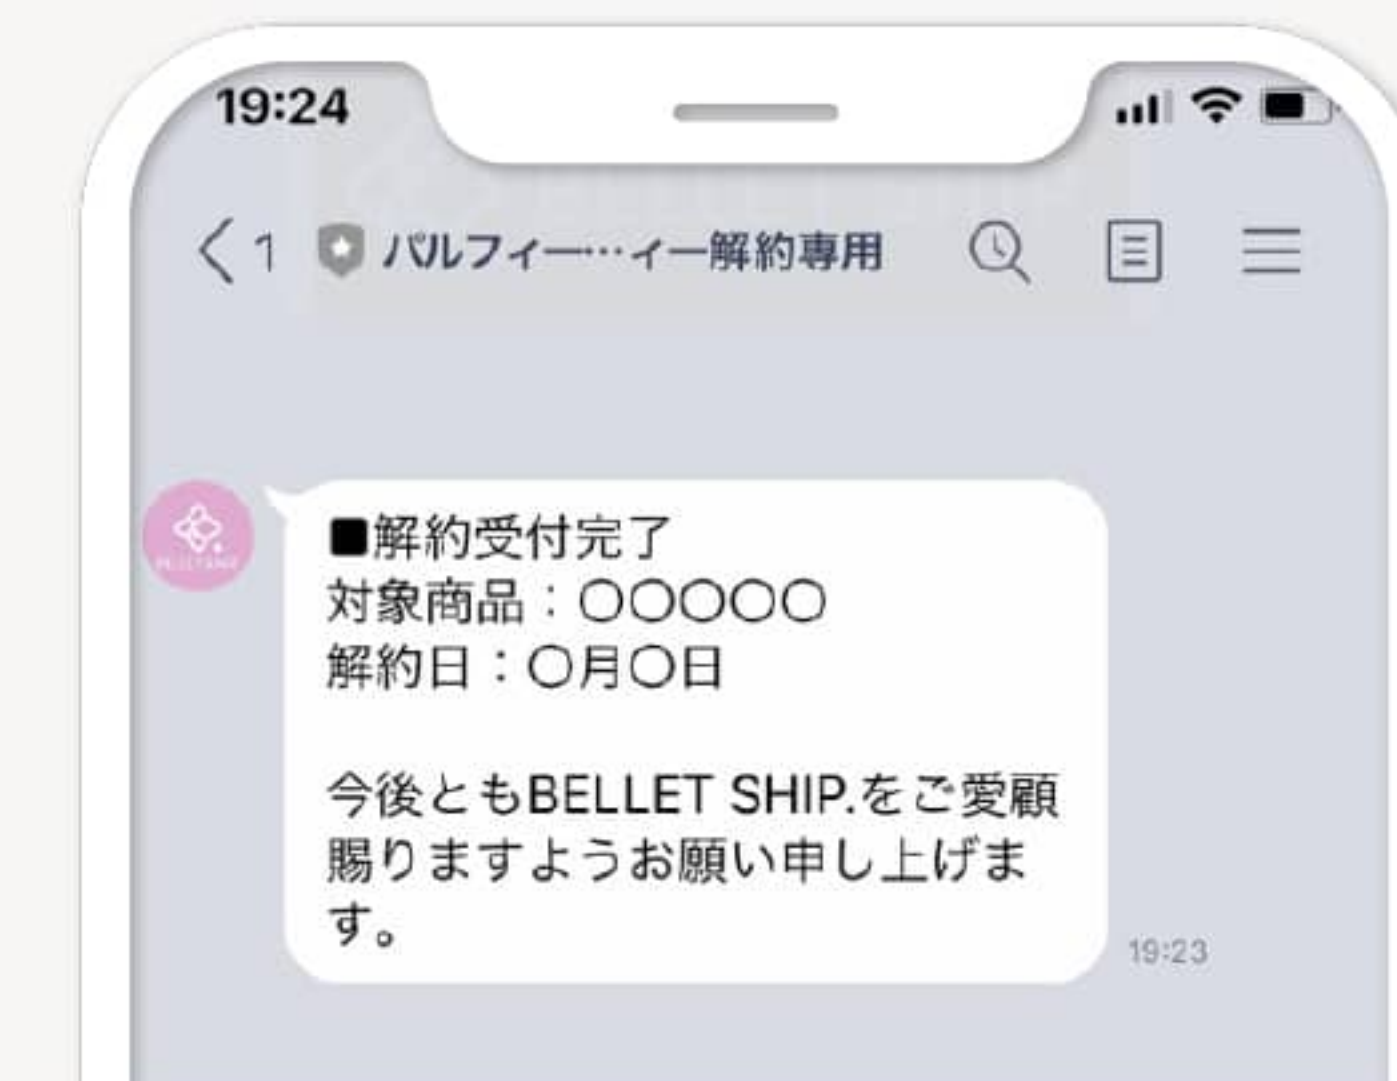 19:24
1 パルフィー…ィー解約専用
■解約受付完了
対象商品：○○○○○
解約日：○月○日
今後ともBELLET SHIP.をご愛顧
賜りますようお願い申し上げま
す。
19:23